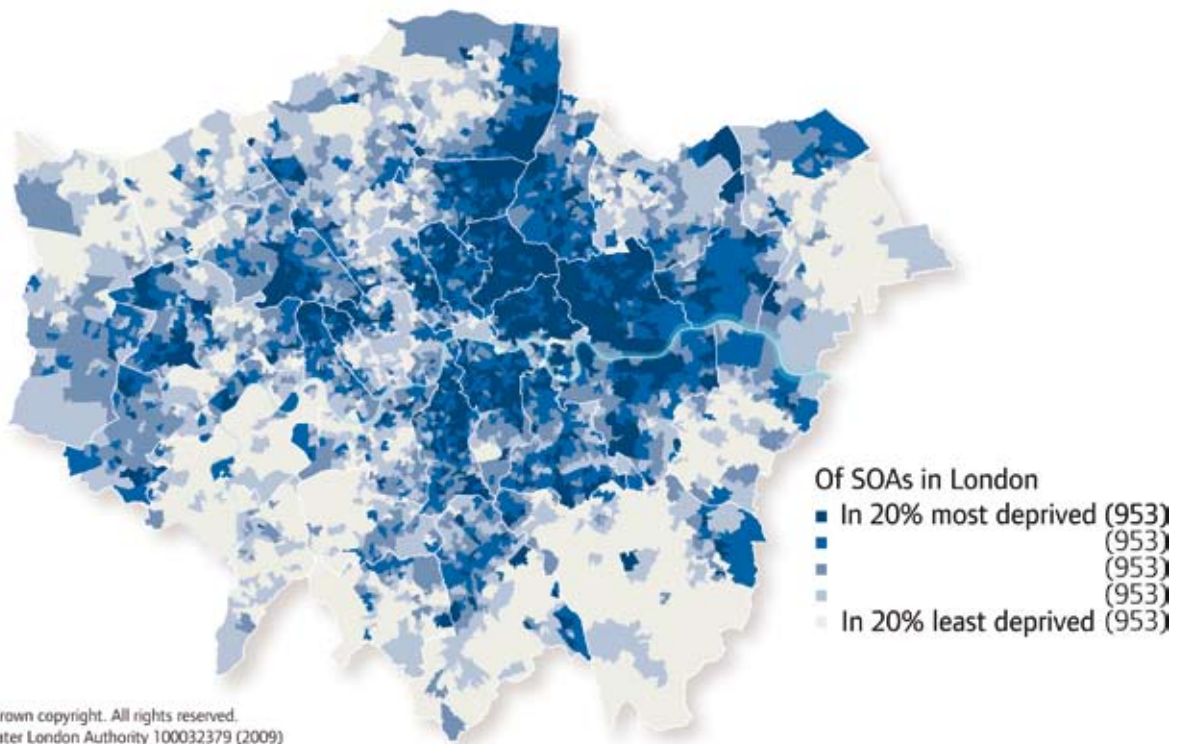 Of SOAs in London
In 20% most deprived (953)
(953)
(953)
(953)
In 20% least deprived (953)
rown copyright. All rights reserved.
ater London Authority 100032379 (2009)